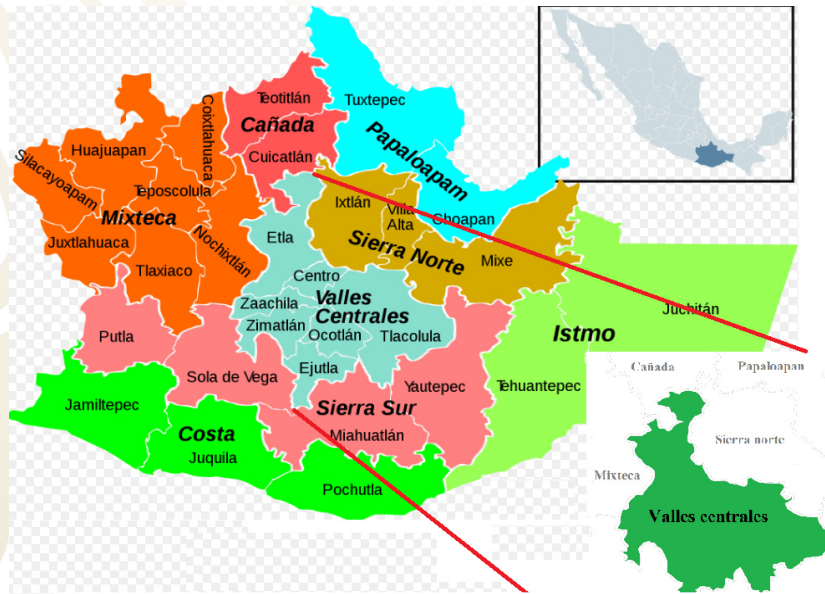 Teotitlán
Cañada
Cuicatlán
Tuxtepec
Papaloapam
Choapan
Coixtlahuaca
Huajuapan
Silacayoapam
Teposcolula
Mixteca
Juxtlahuaca
Nochixtlán
Tlaxiaco
Ixtlán
Villa
Alta
Sierra Norte
Mixe
Etla
Centro
Zaachila
Valles
Centrales
Zimatlán
Ocotlán
Tlacolula
Ejutla
Juchitán
Istmo
Tehuantepec
Putla
Sola de Vega
Yautepec
Sierra Sur
Miahuatlán
Jamiltepec
Costa
Juquila
Pochutla
Cañada
Papaloapan
Sierra norte
Mixteca
Valles centrales